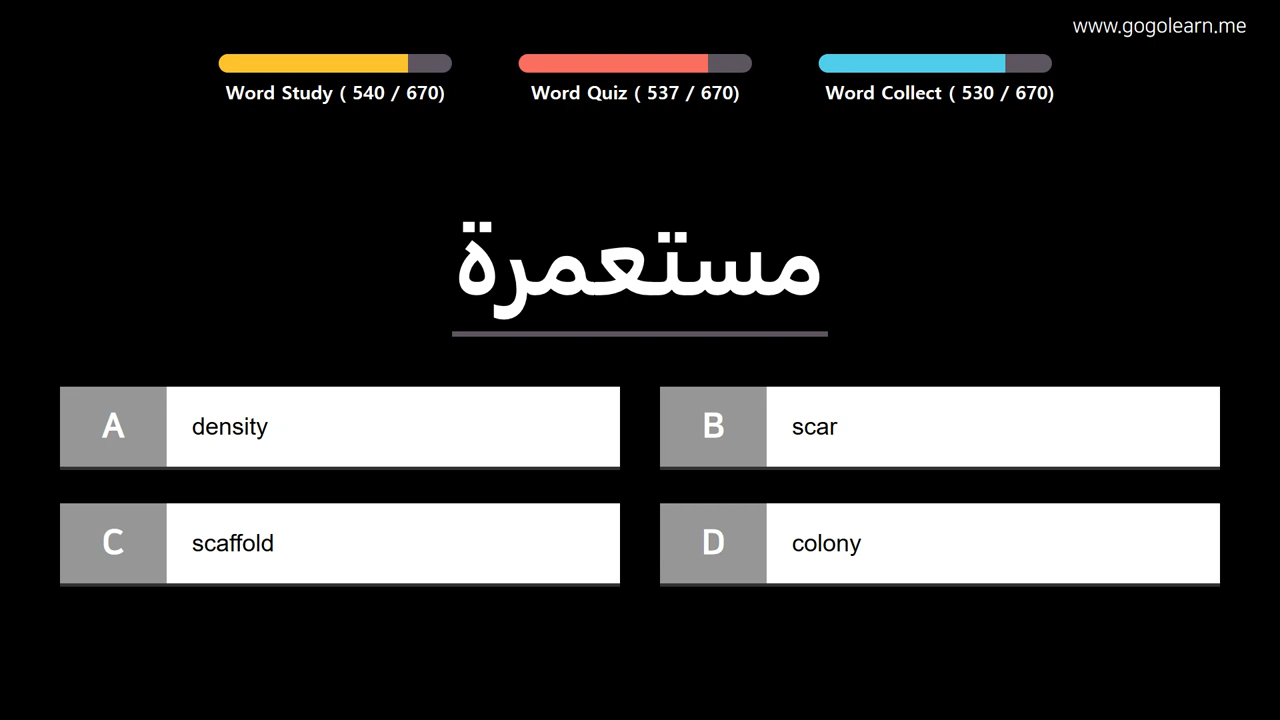 www.gogolearn.me
Word Study ( 540 / 670)
Word Quiz ( 537 / 670)
Word Collect ( 530 / 670)
مستعمرة
A density
B scar
C scaffold
D colony